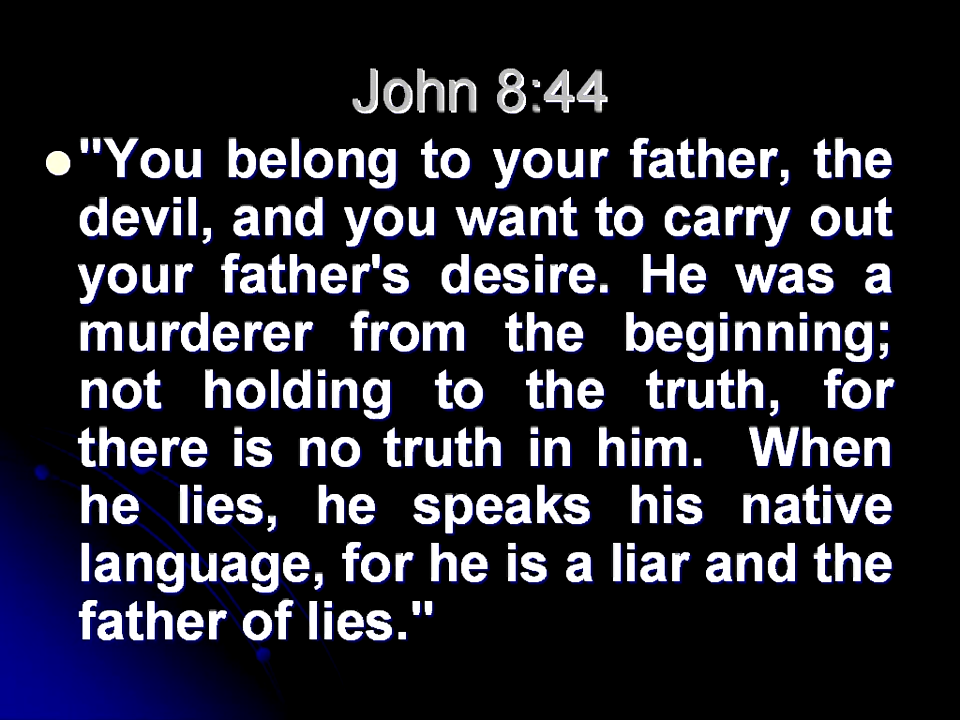 John 8:44
"You belong to your father, the
devil, and you want to carry out
your father's desire. He was a
murderer from the beginning;
not holding to the truth, for
there is no truth in him. When
he lies, he speaks his native
language, for he is a liar and the
father of lies."